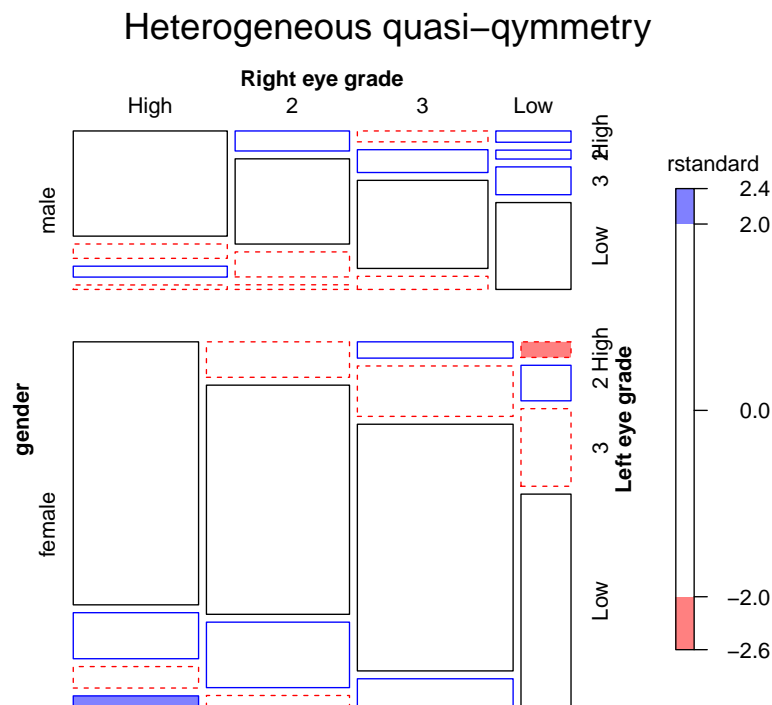 Heterogeneous quasi−qymmetry
Right eye grade
High 2 3 Low
male
High
2
3
Low
gender
female
High
2
3
Low
Left eye grade
rstandard
2.4
2.0
0.0
−2.0
−2.6